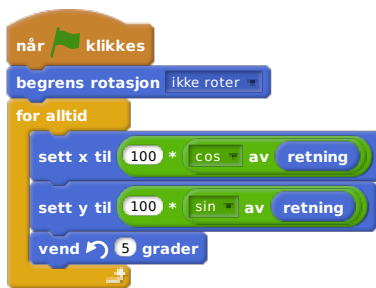 når klikkes
begrens rotasjon ikke roter
for alltid
sett x til 100 * cos av retning
sett y til 100 * sin av retning
vend 5 grader